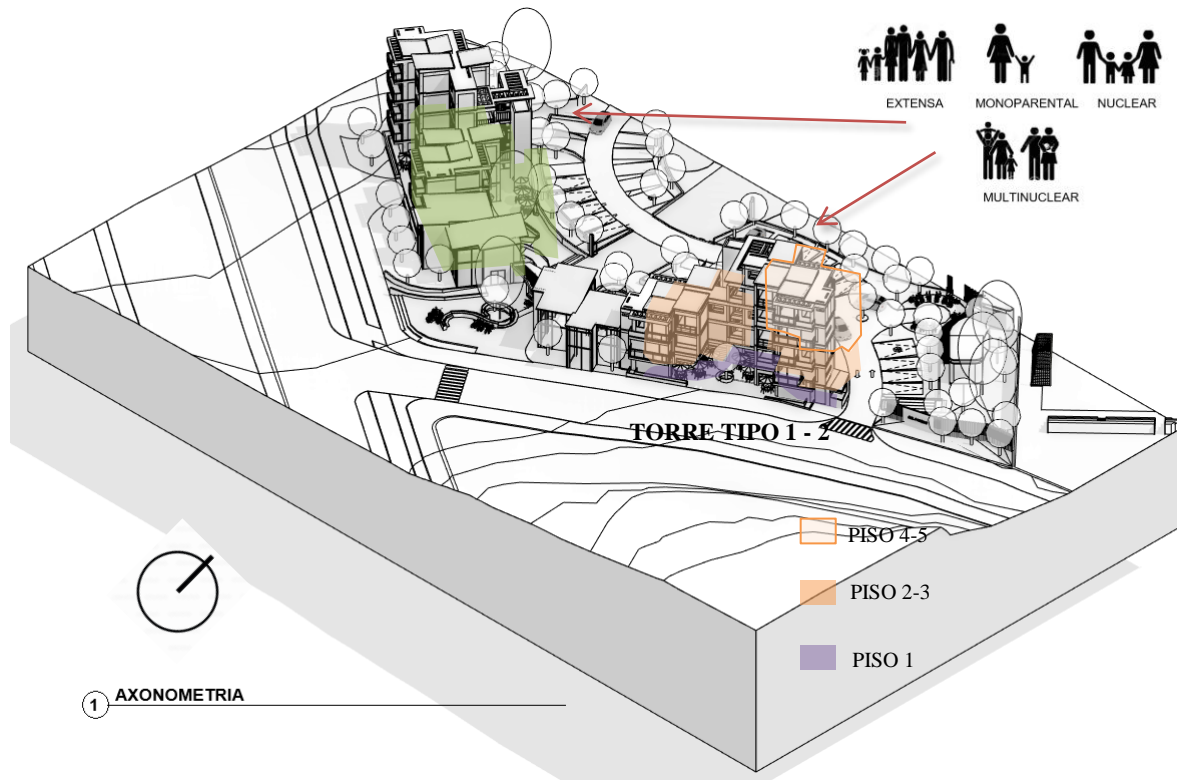 EXTENSA
MONOPARENTAL
NUCLEAR
MULTINUCLEAR
TORRE TIPO 1 - 2
PISO 4-5
PISO 2-3
PISO 1
1 AXONOMETRIA